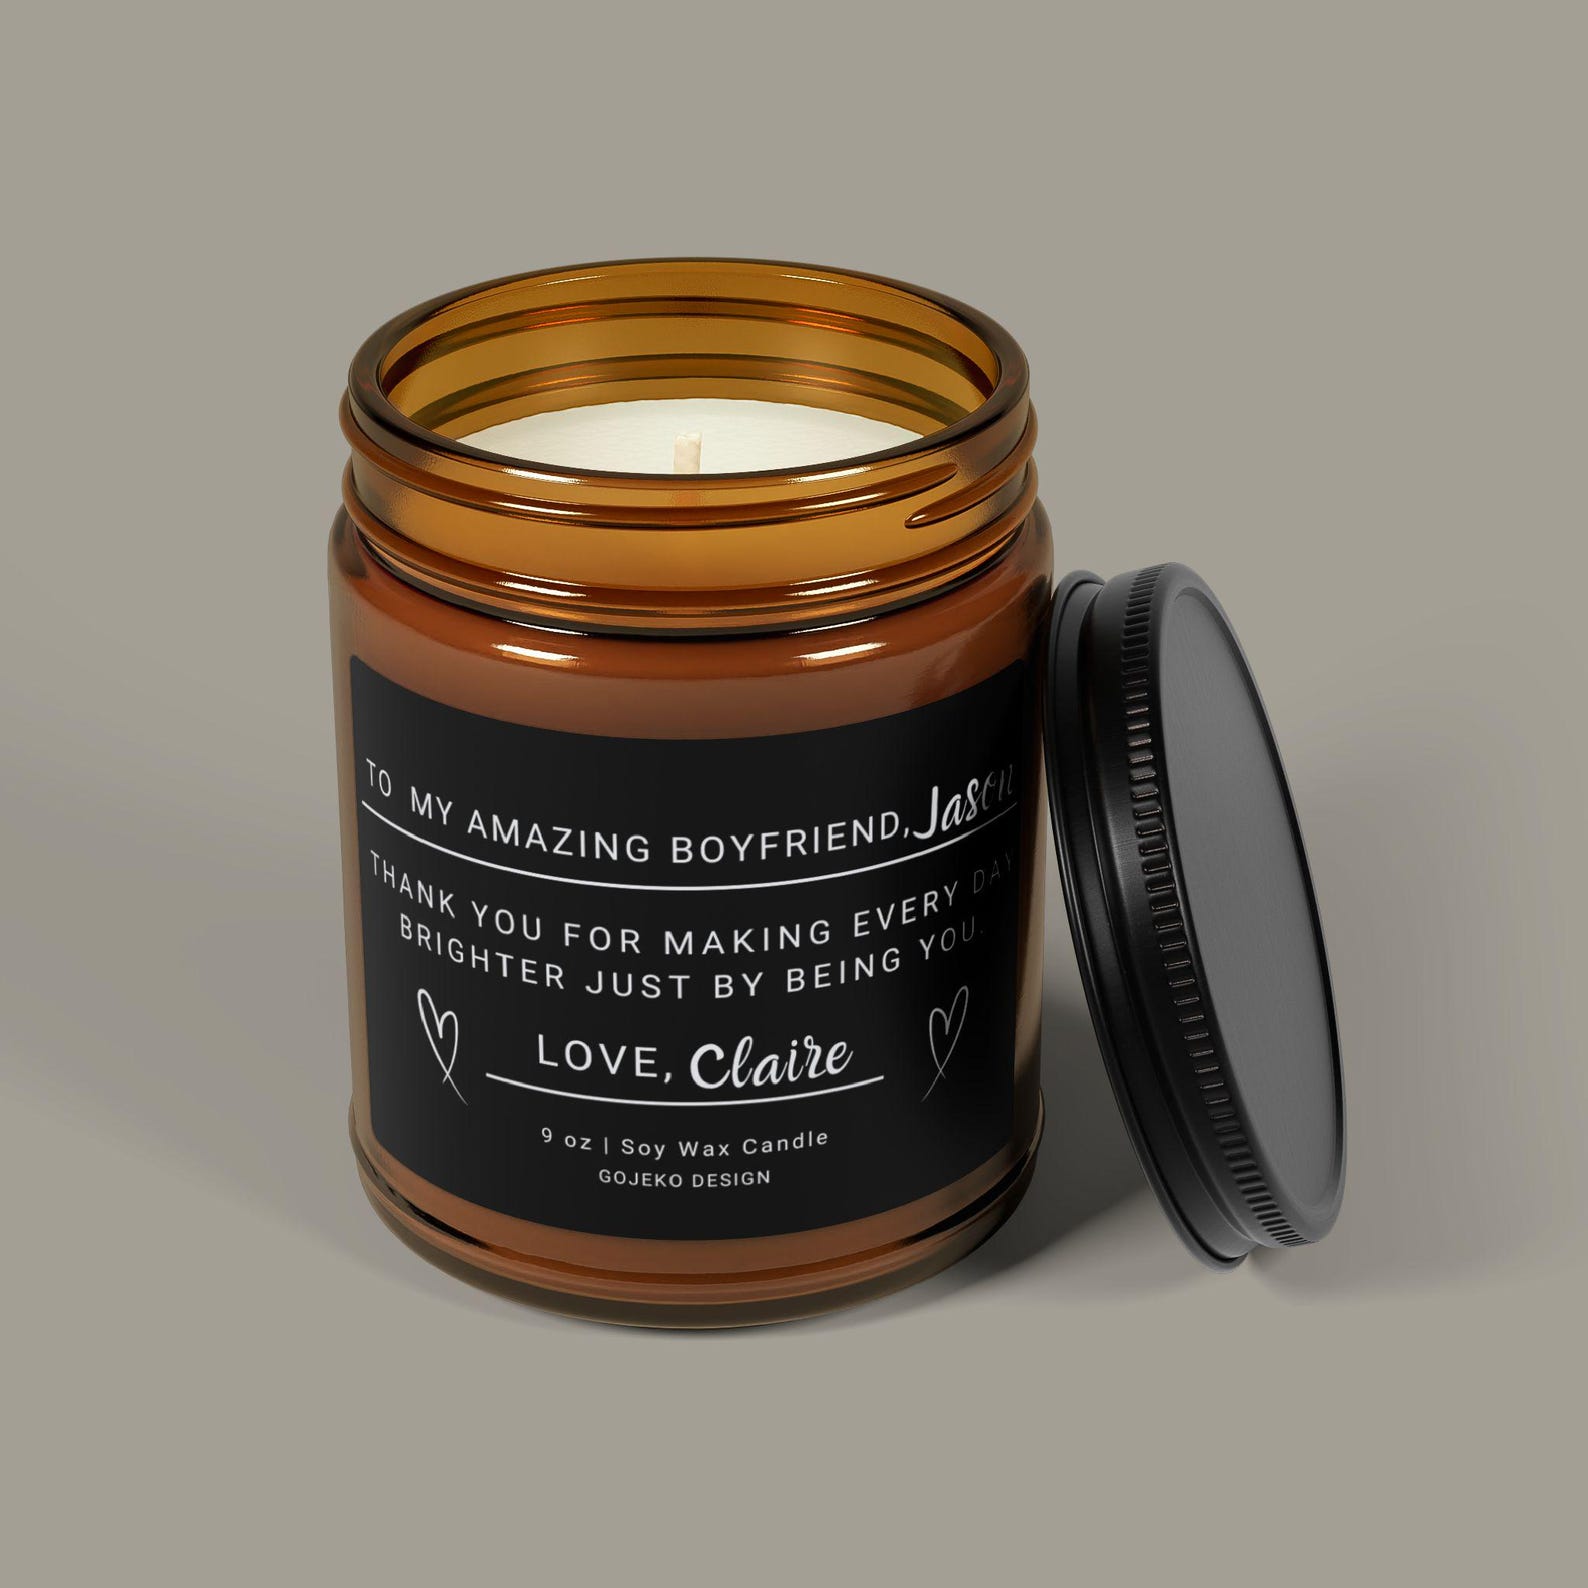 TO MY AMAZING BOYFRIEND, Jason
THANK YOU FOR MAKING EVERY DAY
BRIGHTER JUST BY BEING YOU.
LOVE, Claire
9 oz | Soy Wax Candle
GOJEKO DESIGN